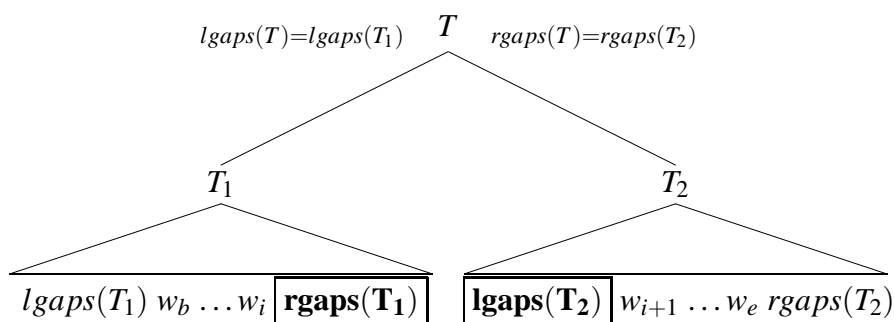 lgaps(T)=lgaps(T₁) T rgaps(T)=rgaps(T₂)
T₁ T₂
lgaps(T₁) w_b …w_i rgaps(T₁) lgaps(T₂) w_{i+1} …w_e rgaps(T₂)